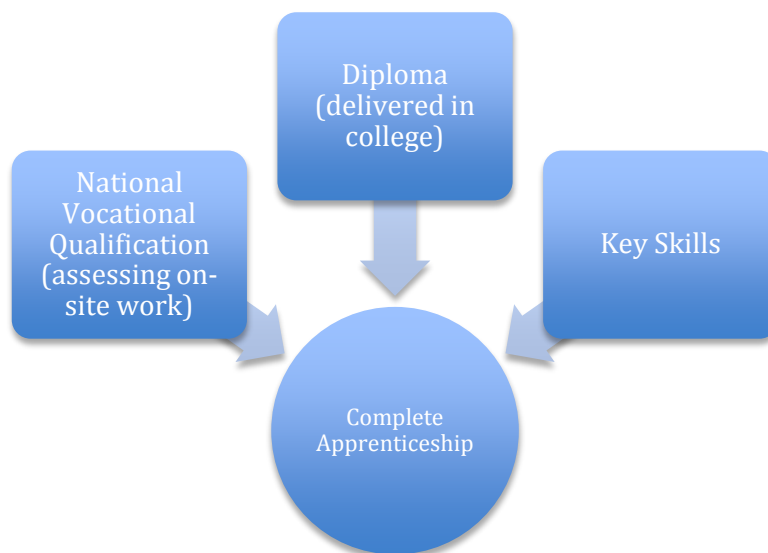 Diploma
(delivered in
college)
National
Vocational
Qualification
(assessing on-
site work)
Key Skills
Complete
Apprenticeship